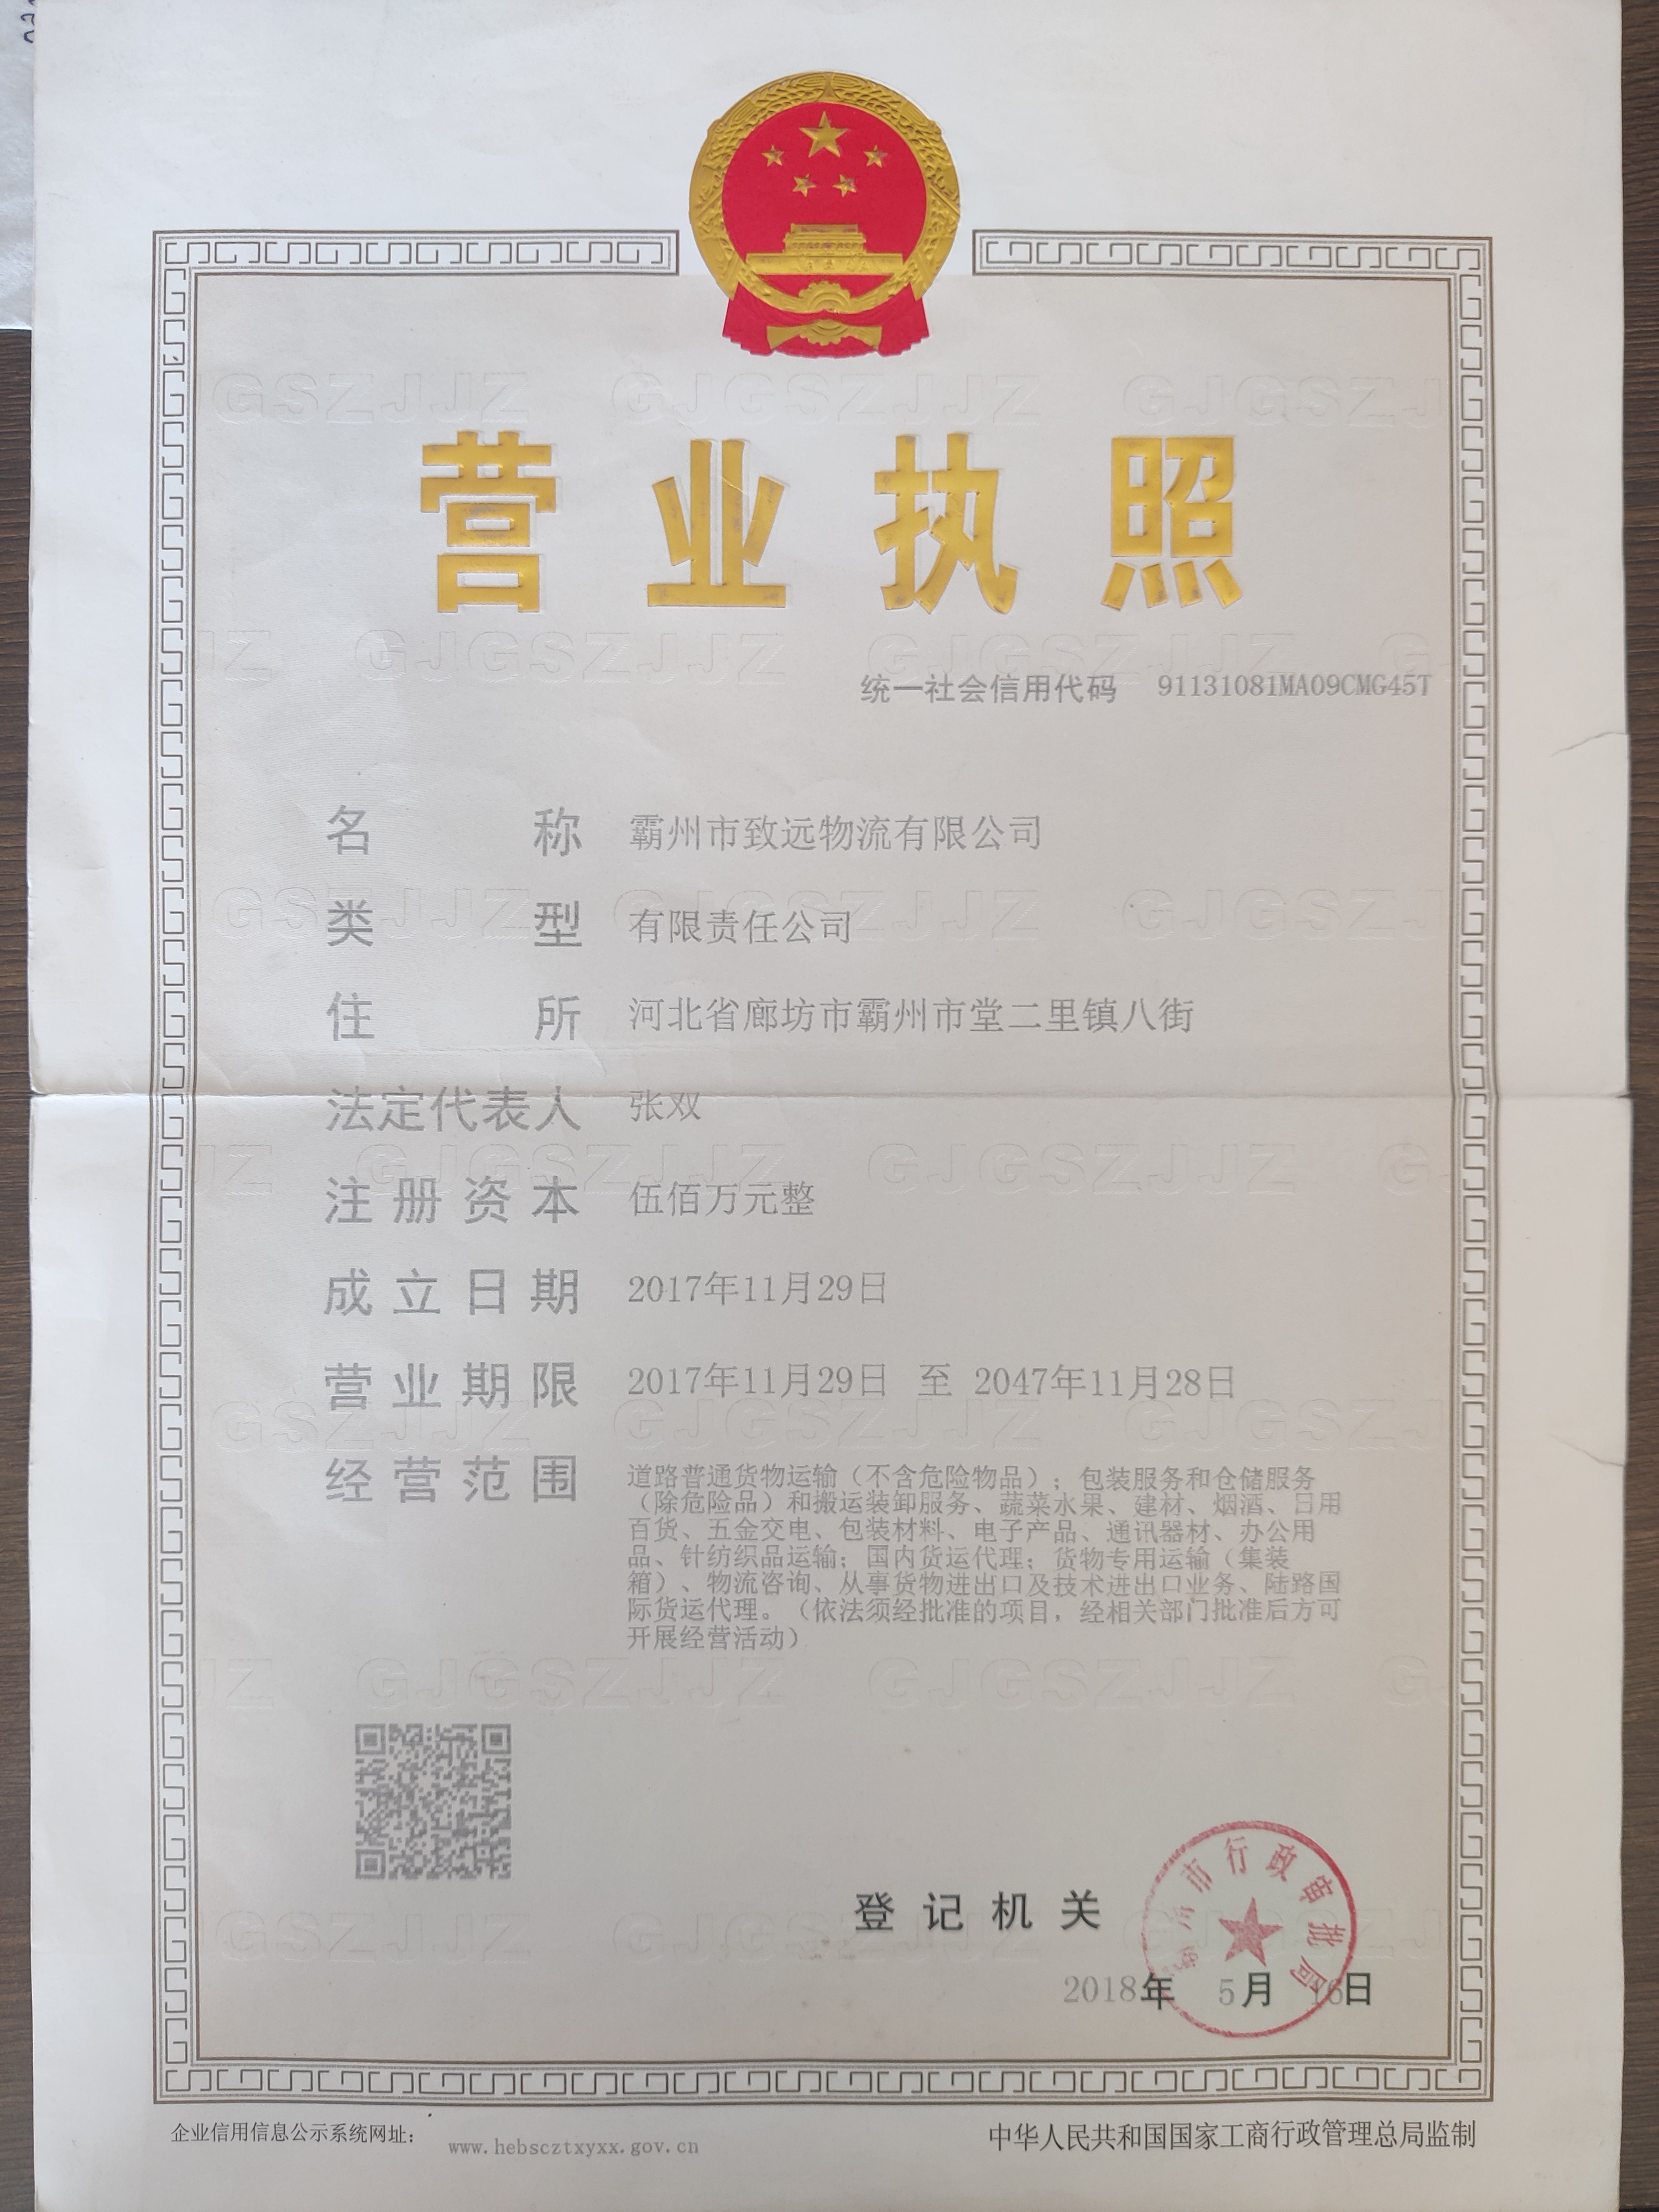 营业执照
统一社会信用代码 91131081MA09CMG45T
名称 霸州市致远物流有限公司
类型 有限责任公司
住所 河北省廊坊市霸州市堂二里镇八街
法定代表人 张双
注册资本 伍佰万元整
成立日期 2017年11月29日
营业期限 2017年11月29日 至 2047年11月28日
经营范围 道路普通货物运输（不含危险物品）；包装服务和仓储服务
（除危险品）和搬运装卸服务、蔬菜水果、建材、烟酒、日用
百货、五金交电、包装材料、电子产品、通讯器材、办公用
品、针纺织品运输；国内货运代理；货物专用运输（集装
箱）、物流咨询、从事货物进出口及技术进出口业务、陆路国
际货运代理。（依法须经批准的项目，经相关部门批准后方可
开展经营活动）
登记机关
霸州市行政审批局
2018年 5月 16日
企业信用信息公示系统网址： www.hebscztxyxx.gov.cn
中华人民共和国国家工商行政管理总局监制